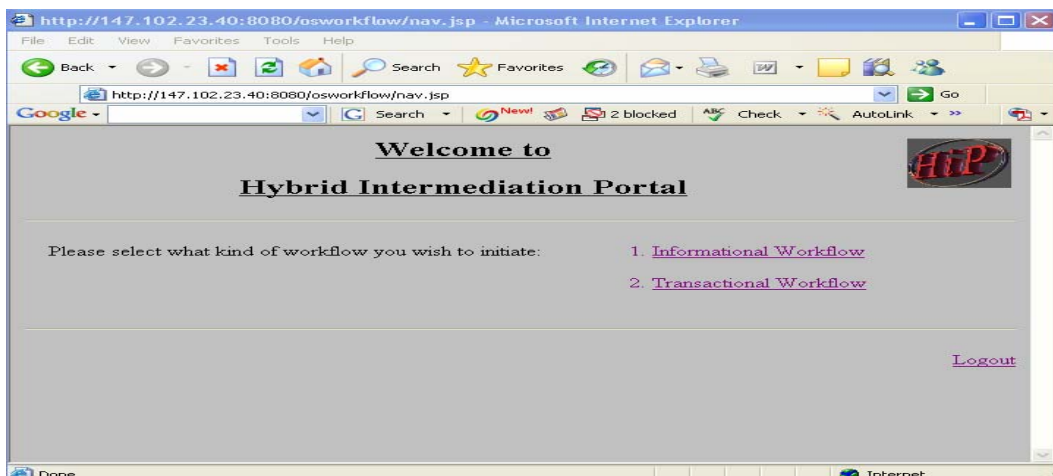 http://147.102.23.40:8080/osworkflow/nav.jsp - Microsoft Internet Explorer
File Edit View Favorites Tools Help
Back Search Favorites
http://147.102.23.40:8080/osworkflow/nav.jsp Go
Google Search New! 2 blocked ABC Check AutoLink »
Welcome to
HiP
Hybrid Intermediation Portal
Please select what kind of workflow you wish to initiate: 1. Informational Workflow
2. Transactional Workflow
Logout
Done Internet